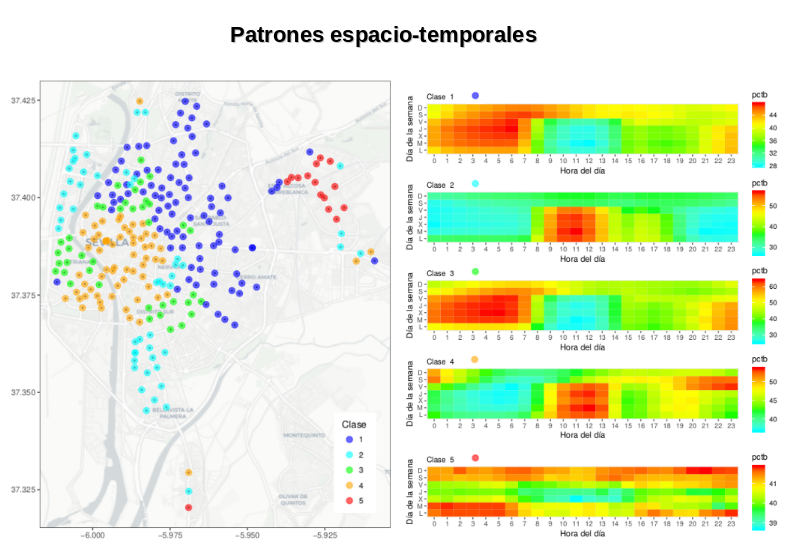 Patrones espacio-temporales
37.425
37.400
37.375
37.350
37.325
−6.000
−5.975
−5.950
−5.925
SEVILLA
BELLAVISTA LA
PALMERA
MONTEQUINTO
OLIVAR DE
QUINTOS
Clase
1
2
3
4
5
Clase 1
Día de la semana
D
S
V
J
X
M
L
0 1 2 3 4 5 6 7 8 9 10 11 12 13 14 15 16 17 18 19 20 21 22 23
Hora del día
pctb
44
40
36
32
28
Clase 2
Día de la semana
D
S
V
J
X
M
L
0 1 2 3 4 5 6 7 8 9 10 11 12 13 14 15 16 17 18 19 20 21 22 23
Hora del día
pctb
50
40
30
Clase 3
Día de la semana
D
S
V
J
X
M
L
0 1 2 3 4 5 6 7 8 9 10 11 12 13 14 15 16 17 18 19 20 21 22 23
Hora del día
pctb
60
50
40
30
Clase 4
Día de la semana
D
S
V
J
X
M
L
0 1 2 3 4 5 6 7 8 9 10 11 12 13 14 15 16 17 18 19 20 21 22 23
Hora del día
pctb
50
45
40
Clase 5
Día de la semana
D
S
V
J
X
M
L
0 1 2 3 4 5 6 7 8 9 10 11 12 13 14 15 16 17 18 19 20 21 22 23
Hora del día
pctb
41
40
39